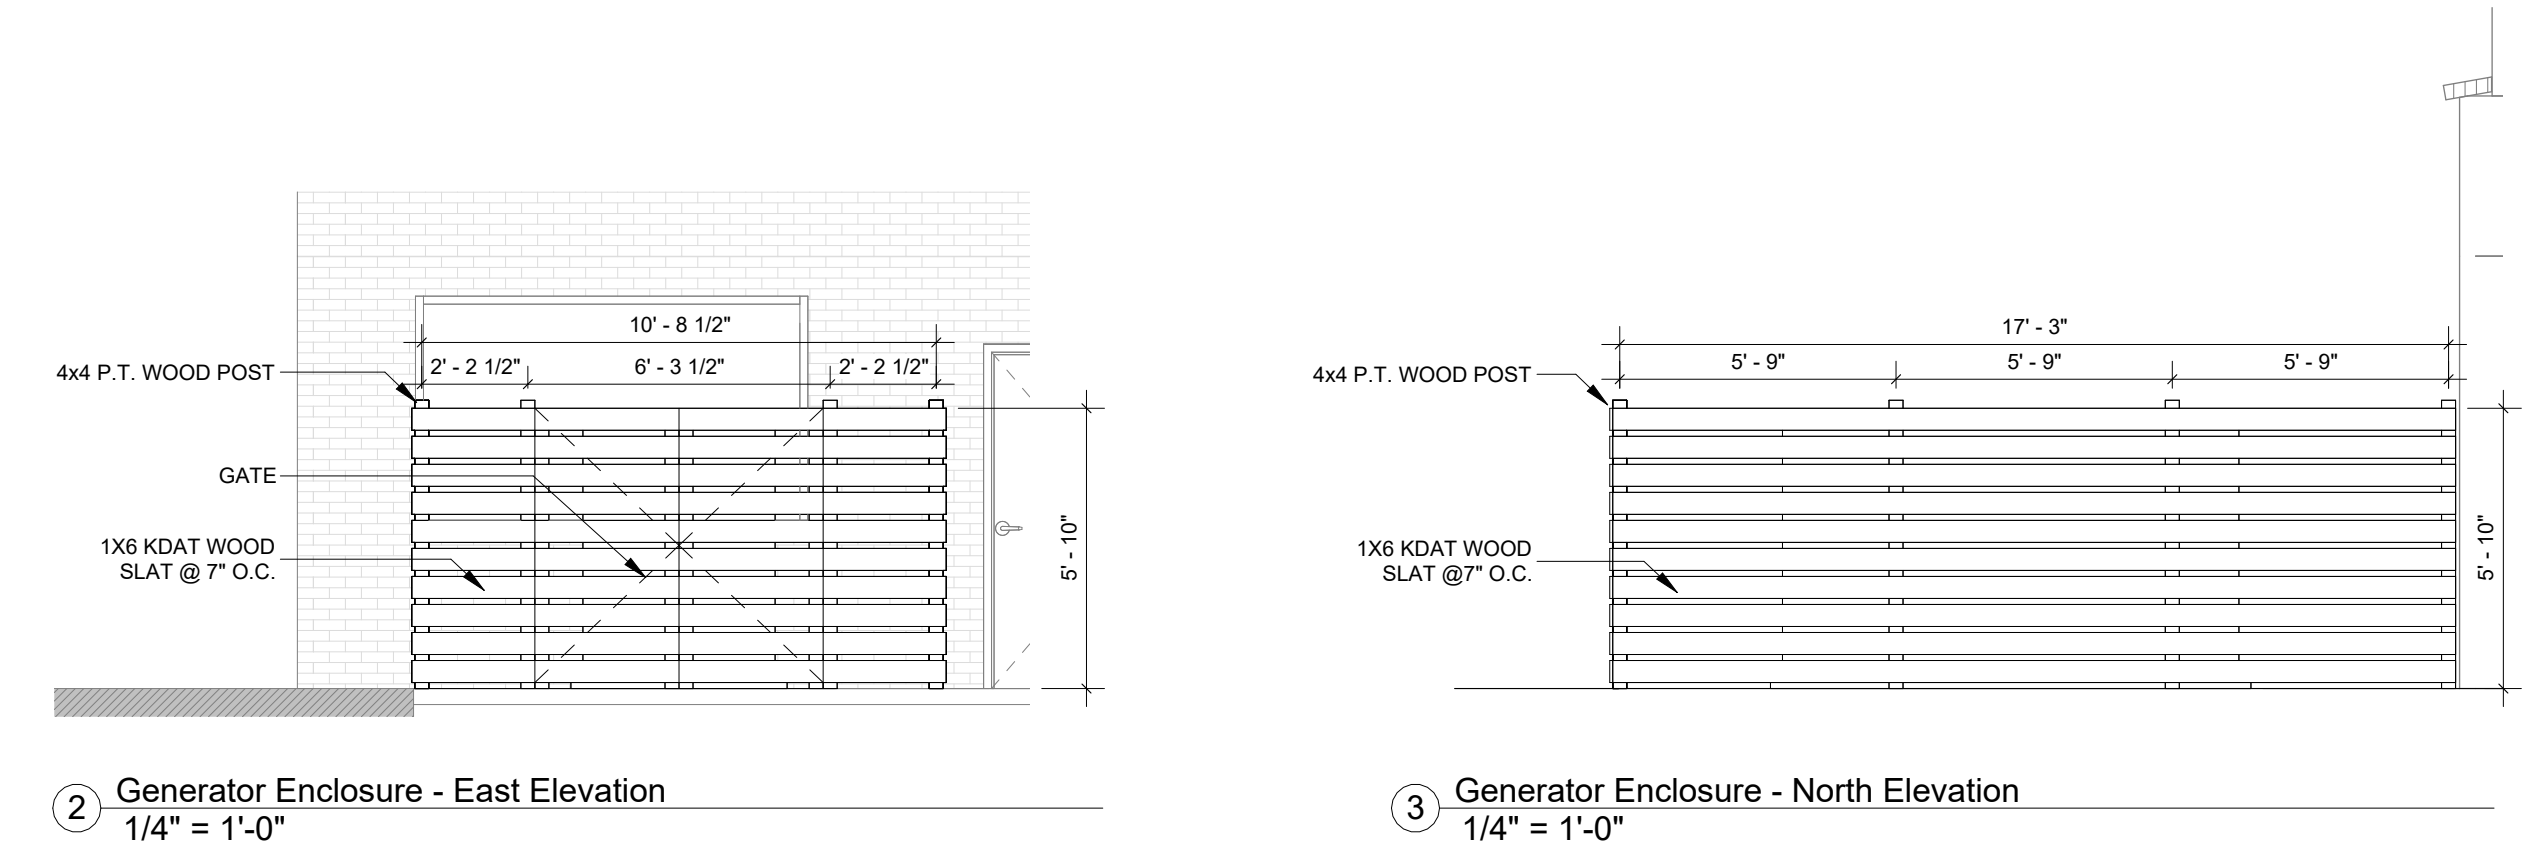 10' - 8 1/2"
2' - 2 1/2"
6' - 3 1/2"
2' - 2 1/2"
4x4 P.T. WOOD POST
GATE
1X6 KDAT WOOD
SLAT @ 7" O.C.
5' - 10"
2
Generator Enclosure - East Elevation
1/4" = 1'-0"
17' - 3"
5' - 9"
5' - 9"
5' - 9"
4x4 P.T. WOOD POST
1X6 KDAT WOOD
SLAT @7" O.C.
5' - 10"
3
Generator Enclosure - North Elevation
1/4" = 1'-0"